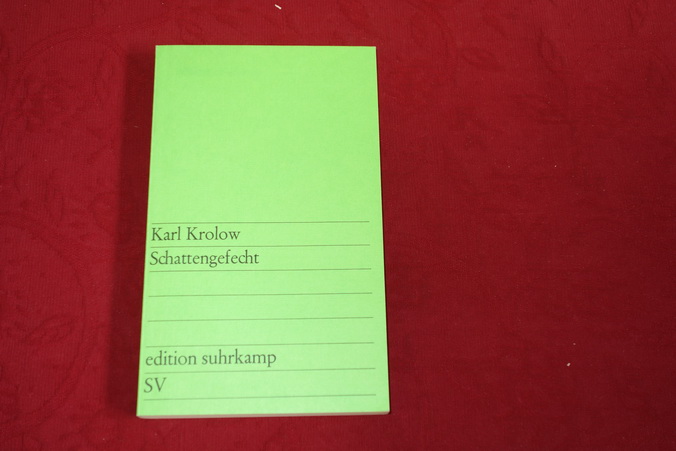 Karl Krolow
Schattengefecht
edition suhrkamp
SV